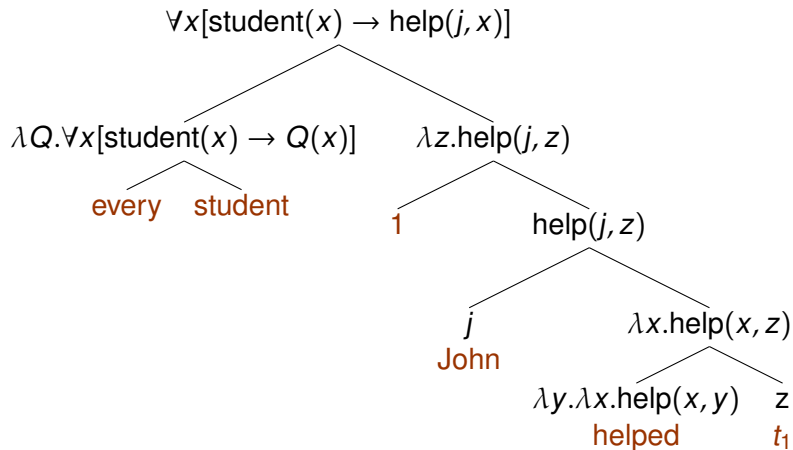 ∀x[student(x) → help(j, x)]
λQ.∀x[student(x) → Q(x)] λz.help(j, z)
every student 1 help(j, z)
j λx.help(x, z)
John
λy.λx.help(x, y) z
helped t₁